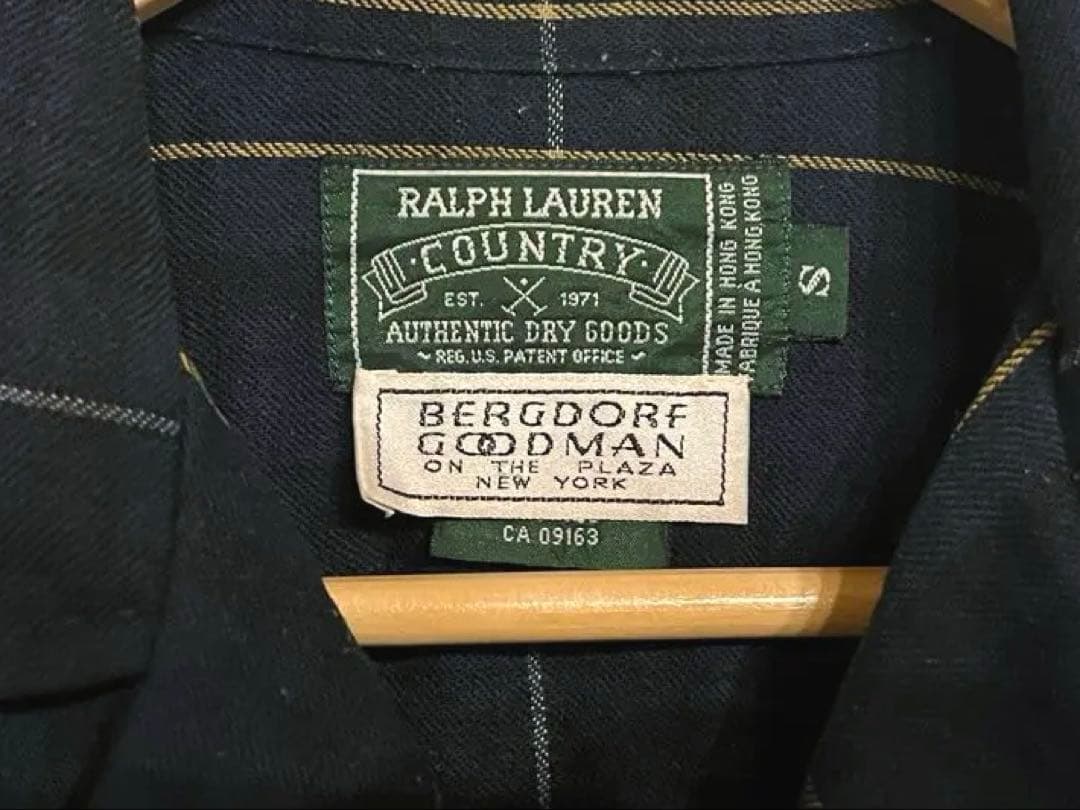 RALPH LAUREN
·COUNTRY·
EST. 1971
AUTHENTIC DRY GOODS
~ REG. U.S. PATENT OFFICE ~
MADE IN HONG KONG
FABRIQUE A HONG KONG
S
BERGDORF
GOODMAN
ON THE PLAZA
NEW YORK
CA 09163